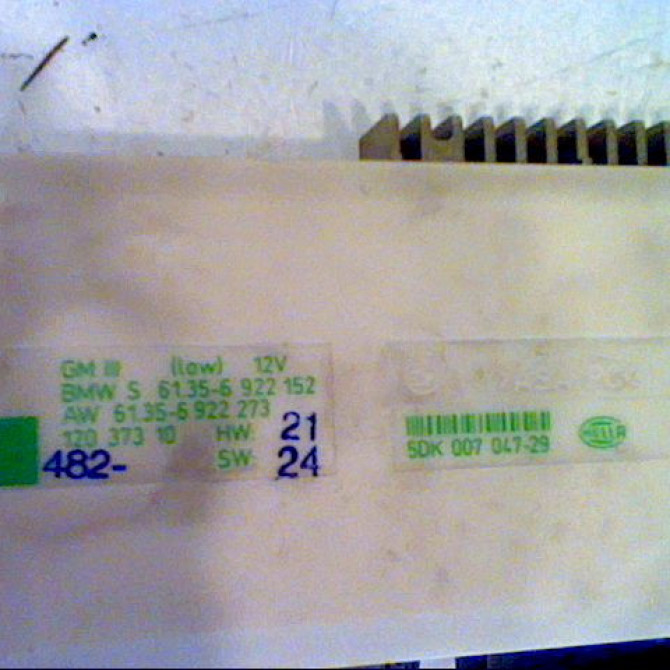 GM III (low) 12V
BMW S 61.35-6 922 152
AW 61.35-6 922 273
120 373 10 HW: 21
482- SW: 24
5DK 007 047-29
HELLA